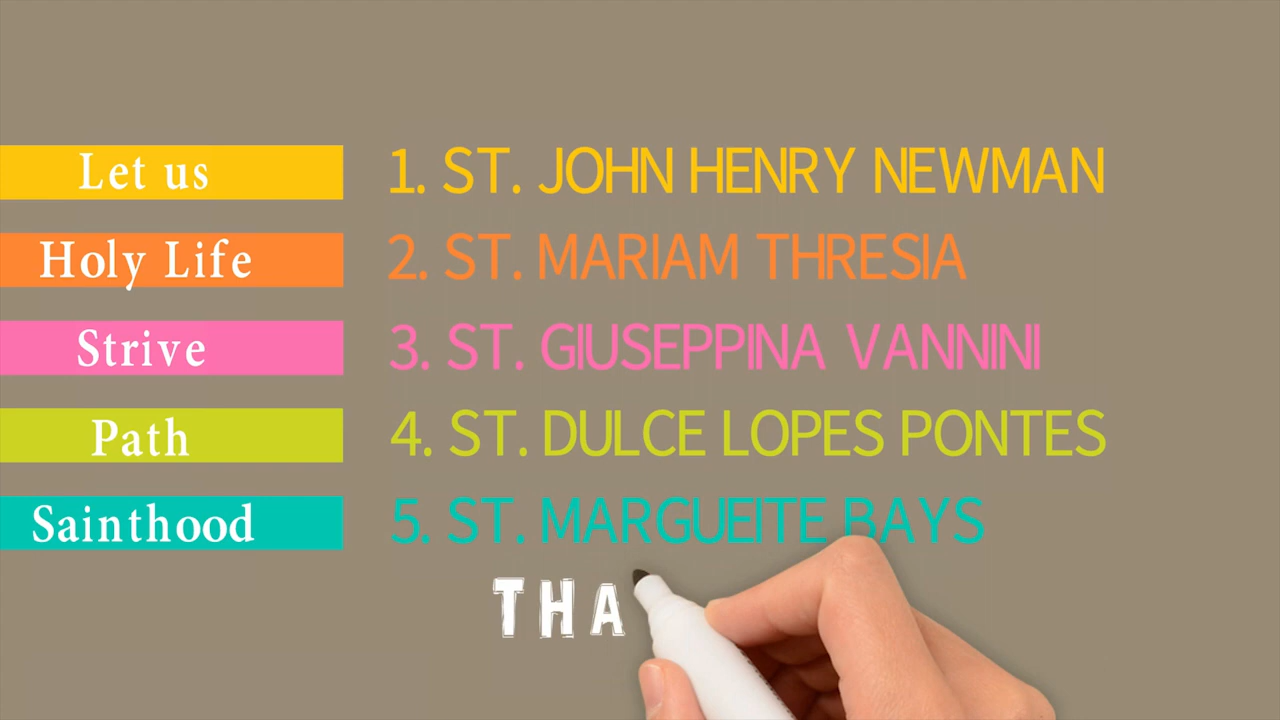 Let us
1. ST. JOHN HENRY NEWMAN
Holy Life
2. ST. MARIAM THRESIA
Strive
3. ST. GIUSEPPINA VANNINI
Path
4. ST. DULCE LOPES PONTES
Sainthood
5. ST. MARGUEITE BAYS
THA